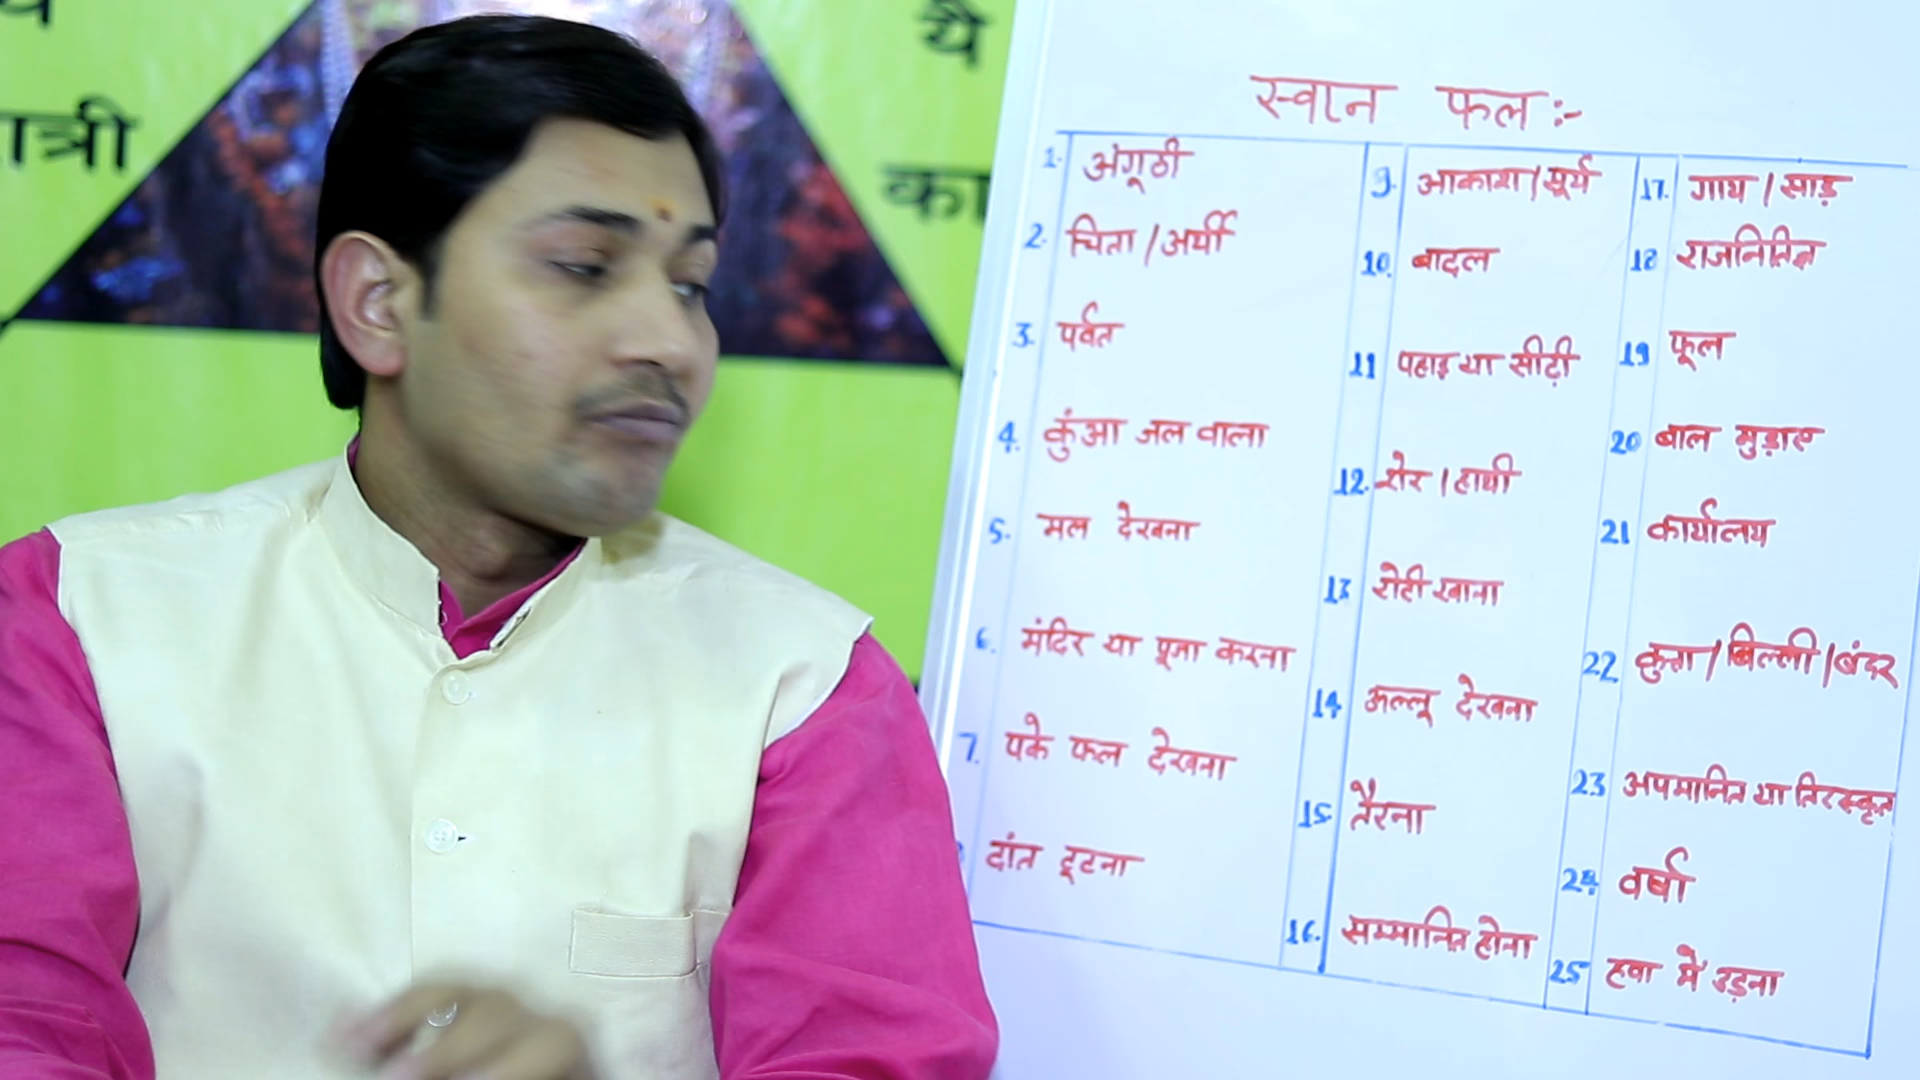 त्री
ये
का
स्वप्न फल:-
1. अंगूठी
2. चिता / अर्थी
3. पर्वत
4. कुंआ जल वाला
5. मल देखना
6. मंदिर या पूजा करना
7. पके फल देखना
दांत टूटना
9. आकाश / सूर्य
10. बादल
11 पहाड़ या सीढ़ी
12. शेर / हाथी
13 रोटी खाना
14 उल्लू देखना
15. तैरना
16. सम्मानित होना
17. गाय / साड़
18 राजनितिज्ञ
19 फूल
20 बाल मुड़ाए
21 कार्यालय
22 कुत्ता / बिल्ली / बंदर
23 अपमानित या तिरस्कृत
24 वर्षा
25 हवा में उड़ना